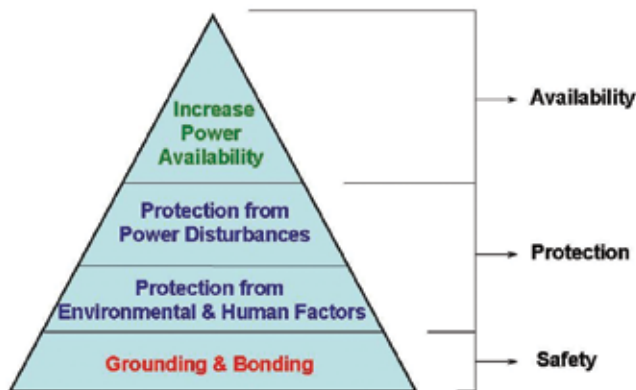 Increase
Power
Availability
Availability
Protection from
Power Disturbances
Protection
Protection from
Environmental & Human Factors
Grounding & Bonding
Safety